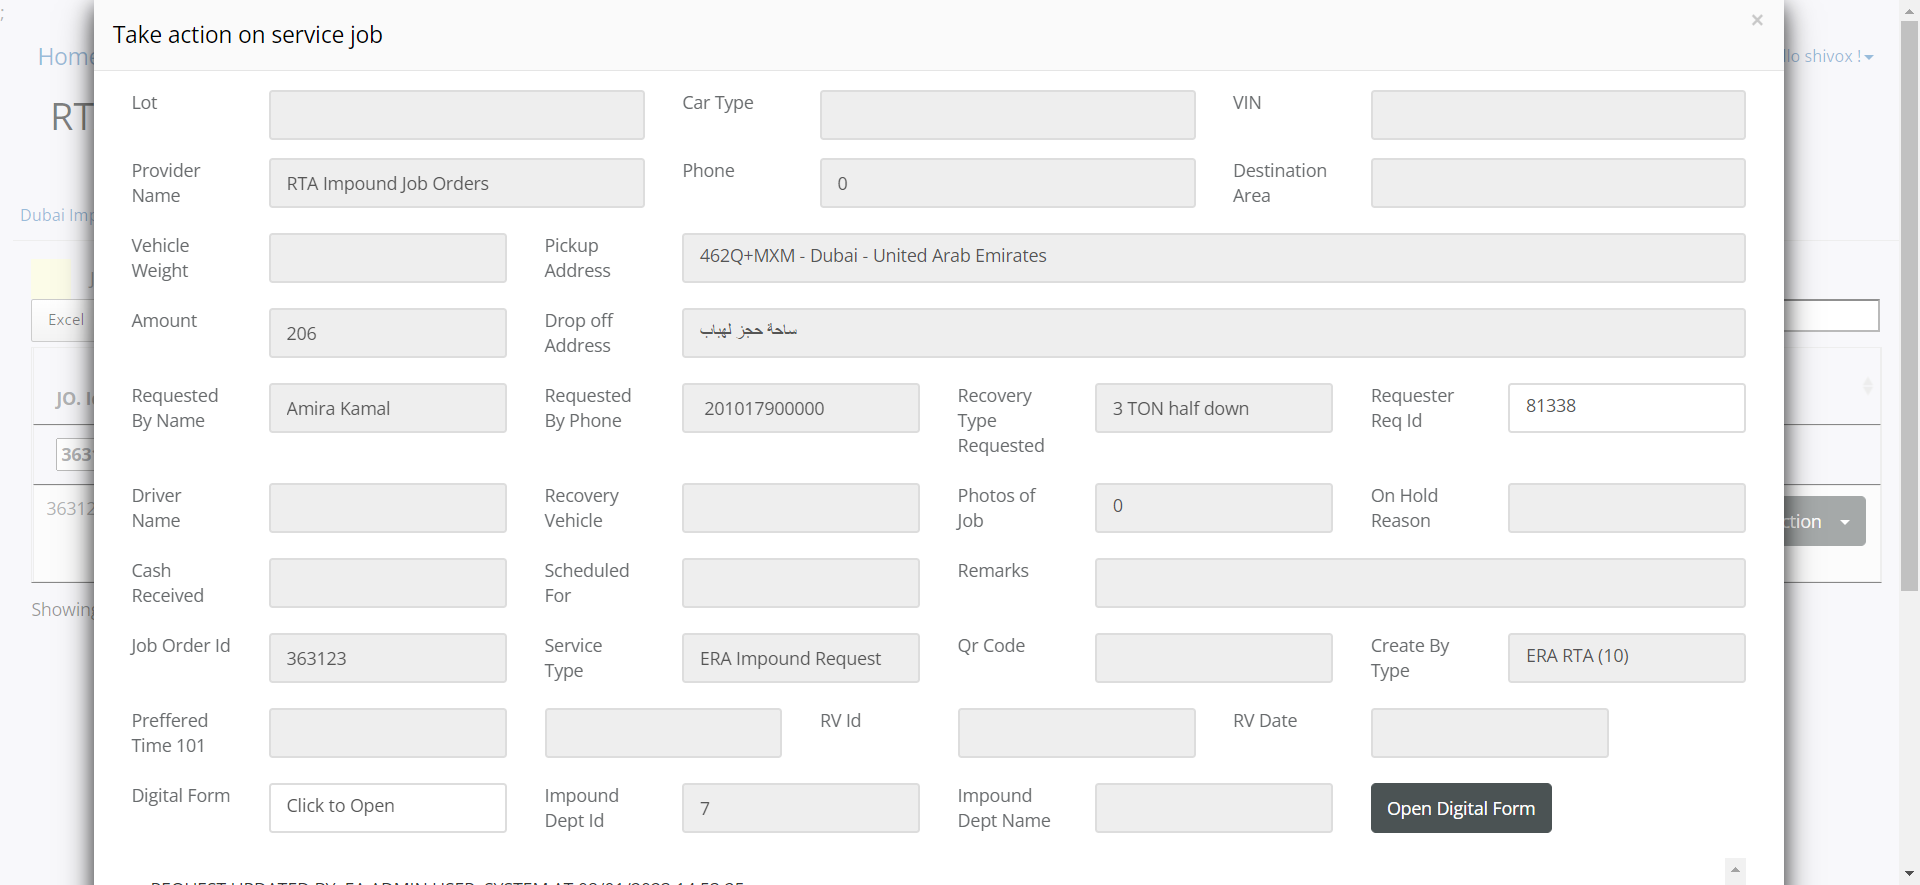 ;
Take action on service job
×
Home
RT
Dubai Imp
Excel
JO. I
363
36312
Showing
llo shivox !
ction
Lot
Car Type
VIN
Provider Name
RTA Impound Job Orders
Phone
0
Destination Area
Vehicle Weight
Pickup Address
462Q+MXM - Dubai - United Arab Emirates
Amount
206
Drop off Address
ساحة حجز لهباب
Requested By Name
Amira Kamal
Requested By Phone
201017900000
Recovery Type Requested
3 TON half down
Requester Req Id
81338
Driver Name
Recovery Vehicle
Photos of Job
0
On Hold Reason
Cash Received
Scheduled For
Remarks
Job Order Id
363123
Service Type
ERA Impound Request
Qr Code
Create By Type
ERA RTA (10)
Preffered Time 101
RV Id
RV Date
Digital Form
Click to Open
Impound Dept Id
7
Impound Dept Name
Open Digital Form